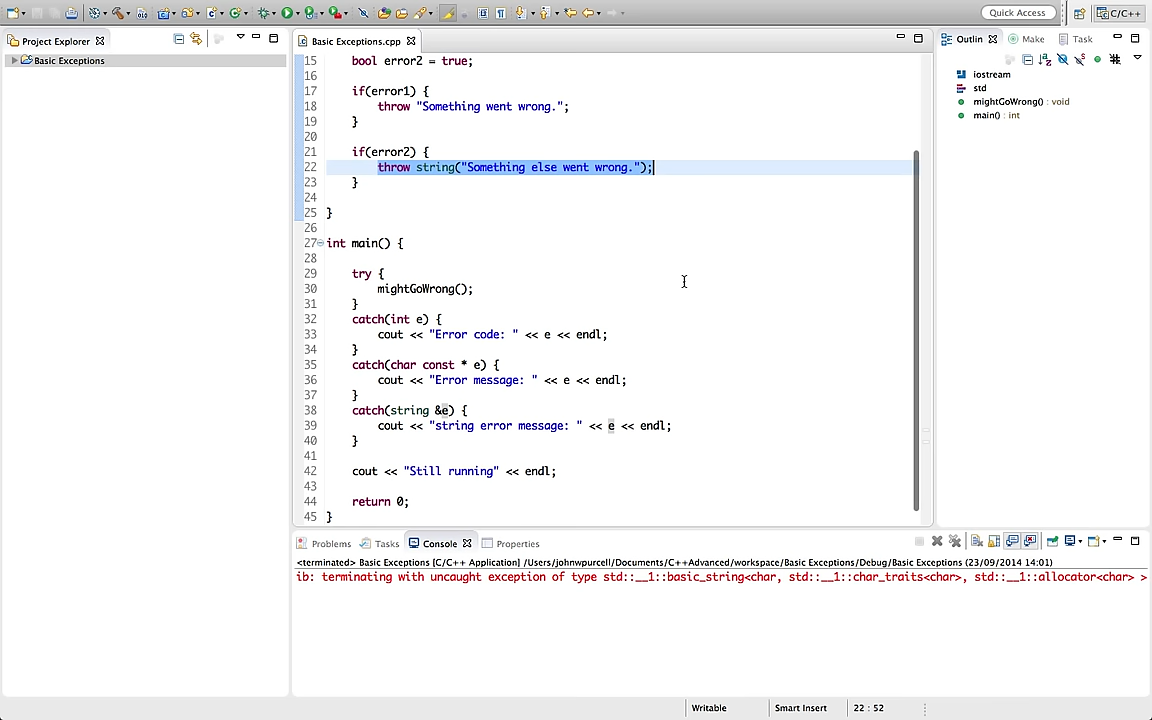 Quick Access
C/C++
Project Explorer
Basic Exceptions
Basic Exceptions.cpp
15 bool error2 = true;
16
17 if(error1) {
18 throw "Something went wrong.";
19 }
20
21 if(error2) {
22 throw string("Something else went wrong.");
23 }
24
25 }
26
27 int main() {
28
29 try {
30 mightGoWrong();
31 }
32 catch(int e) {
33 cout << "Error code: " << e << endl;
34 }
35 catch(char const * e) {
36 cout << "Error message: " << e << endl;
37 }
38 catch(string &e) {
39 cout << "string error message: " << e << endl;
40 }
41
42 cout << "Still running" << endl;
43
44 return 0;
45 }
Outlin
Make
Task
iostream
std
mightGoWrong() : void
main() : int
Problems
Tasks
Console
Properties
<terminated> Basic Exceptions [C/C++ Application] /Users/johnwpurcell/Documents/C++Advanced/workspace/Basic Exceptions/Debug/Basic Exceptions (23/09/2014 14:01)
ib: terminating with uncaught exception of type std::__1::basic_string<char, std::__1::char_traits<char>, std::__1::allocator<char> >
Writable
Smart Insert
22 : 52